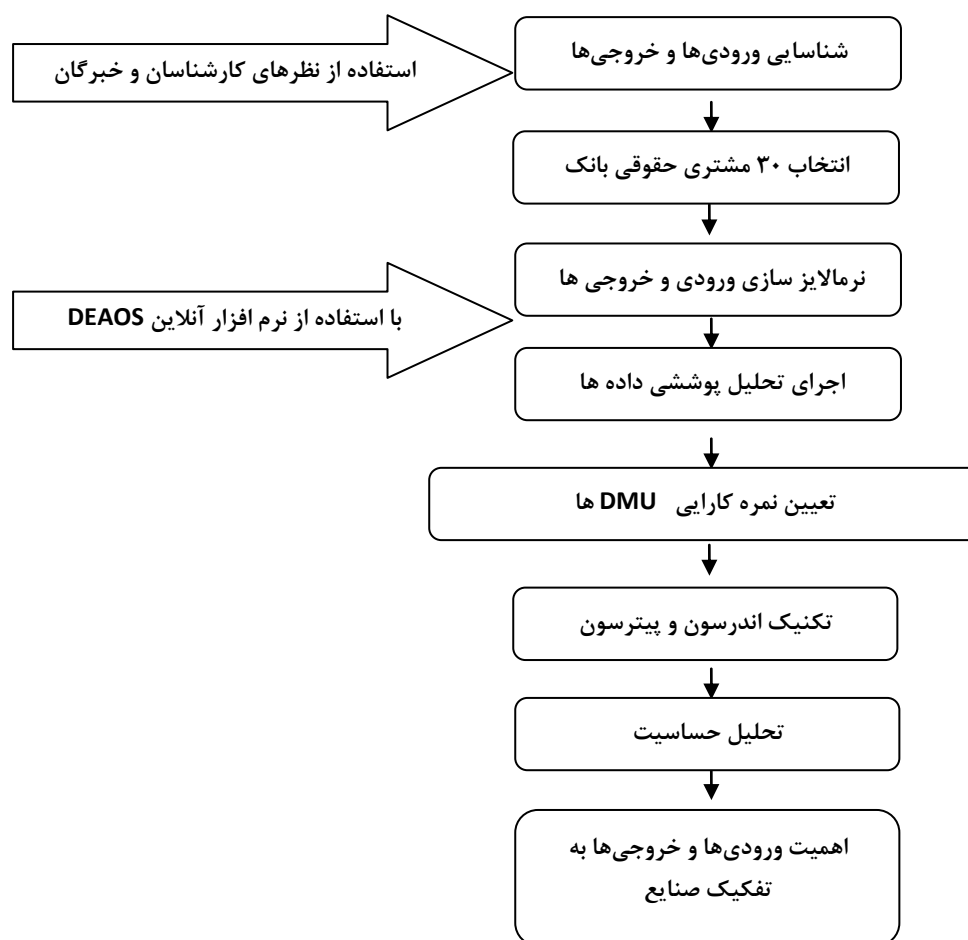 شناسایی ورودی‌ها و خروجی‌ها
استفاده از نظرهای کارشناسان و خبرگان
انتخاب ۳۰ مشتری حقوقی بانک
نرمالایز سازی ورودی و خروجی ها
با استفاده از نرم افزار آنلاین DEAOS
اجرای تحلیل پوششی داده ها
تعیین نمره کارایی DMU ها
تکنیک اندرسون و پیترسون
تحلیل حساسیت
اهمیت ورودی‌ها و خروجی‌ها به
تفکیک صنایع